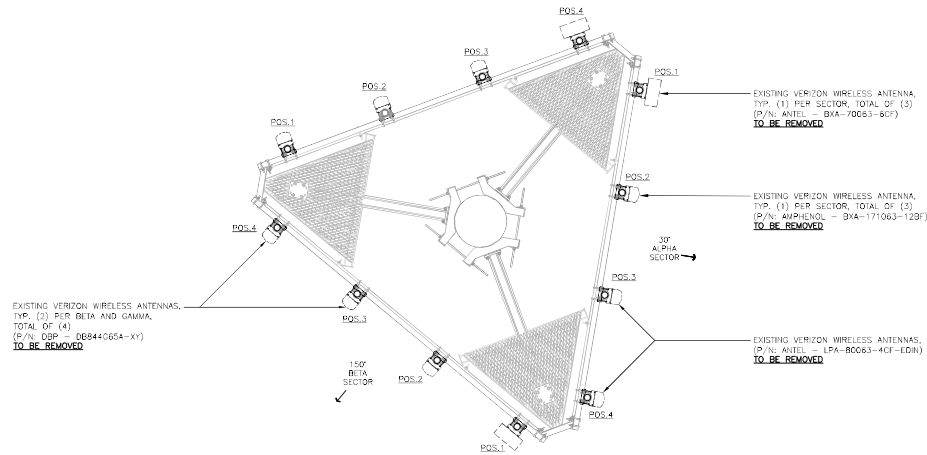 POS.4
POS.3
POS.2
POS.1
POS.1
EXISTING VERIZON WIRELESS ANTENNA,
TYP. (1) PER SECTOR, TOTAL OF (3)
(P/N: ANTEL - BXA-70063-6CF)
TO BE REMOVED
POS.2
EXISTING VERIZON WIRELESS ANTENNA,
TYP. (1) PER SECTOR, TOTAL OF (3)
(P/N: AMPHENOL - BXA-171063-12BF)
TO BE REMOVED
POS.4
30°
ALPHA
SECTOR
POS.3
EXISTING VERIZON WIRELESS ANTENNAS,
TYP. (2) PER BETA AND GAMMA,
TOTAL OF (4)
(P/N: DBP - DB844G65A-XY)
TO BE REMOVED
POS.3
EXISTING VERIZON WIRELESS ANTENNAS,
(P/N: ANTEL - LPA-80063-4CF-EDIN)
TO BE REMOVED
150°
BETA
SECTOR
POS.2
POS.4
POS.1